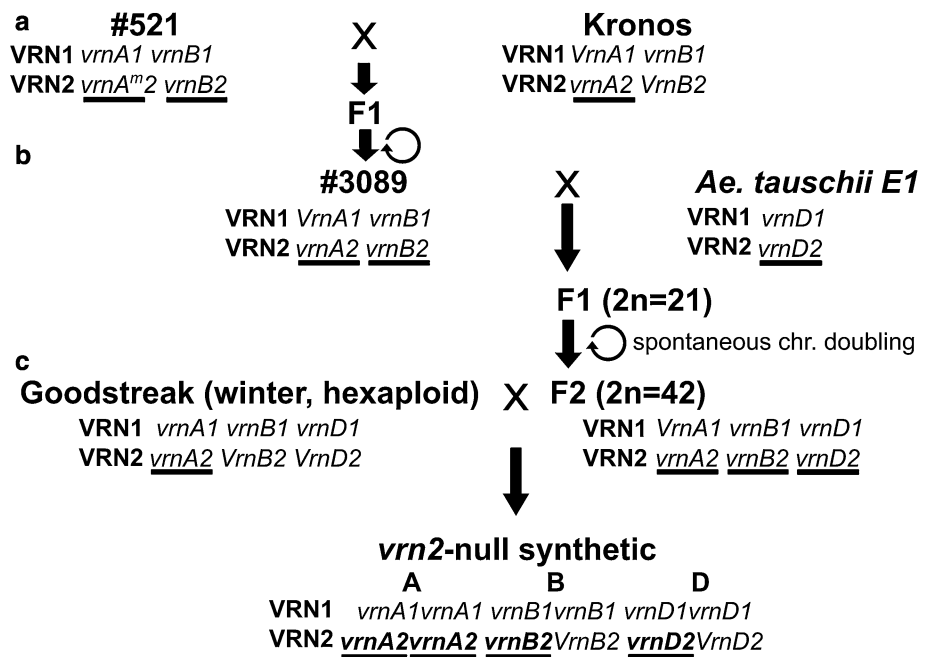 a #521 X Kronos
VRN1 vrnA1 vrnB1 VRN1 VrnA1 vrnB1
VRN2 vrnAᵐ2 vrnB2 VRN2 vrnA2 VrnB2
F1
b #3089 X Ae. tauschii E1
VRN1 VrnA1 vrnB1 VRN1 vrnD1
VRN2 vrnA2 vrnB2 VRN2 vrnD2
F1 (2n=21)
spontaneous chr. doubling
c
Goodstreak (winter, hexaploid) X F2 (2n=42)
VRN1 vrnA1 vrnB1 vrnD1 VRN1 VrnA1 vrnB1 vrnD1
VRN2 vrnA2 VrnB2 VrnD2 VRN2 vrnA2 vrnB2 vrnD2
vrn2-null synthetic
A B D
VRN1 vrnA1vrnA1 vrnB1vrnB1 vrnD1vrnD1
VRN2 vrnA2vrnA2 vrnB2VrnB2 vrnD2VrnD2